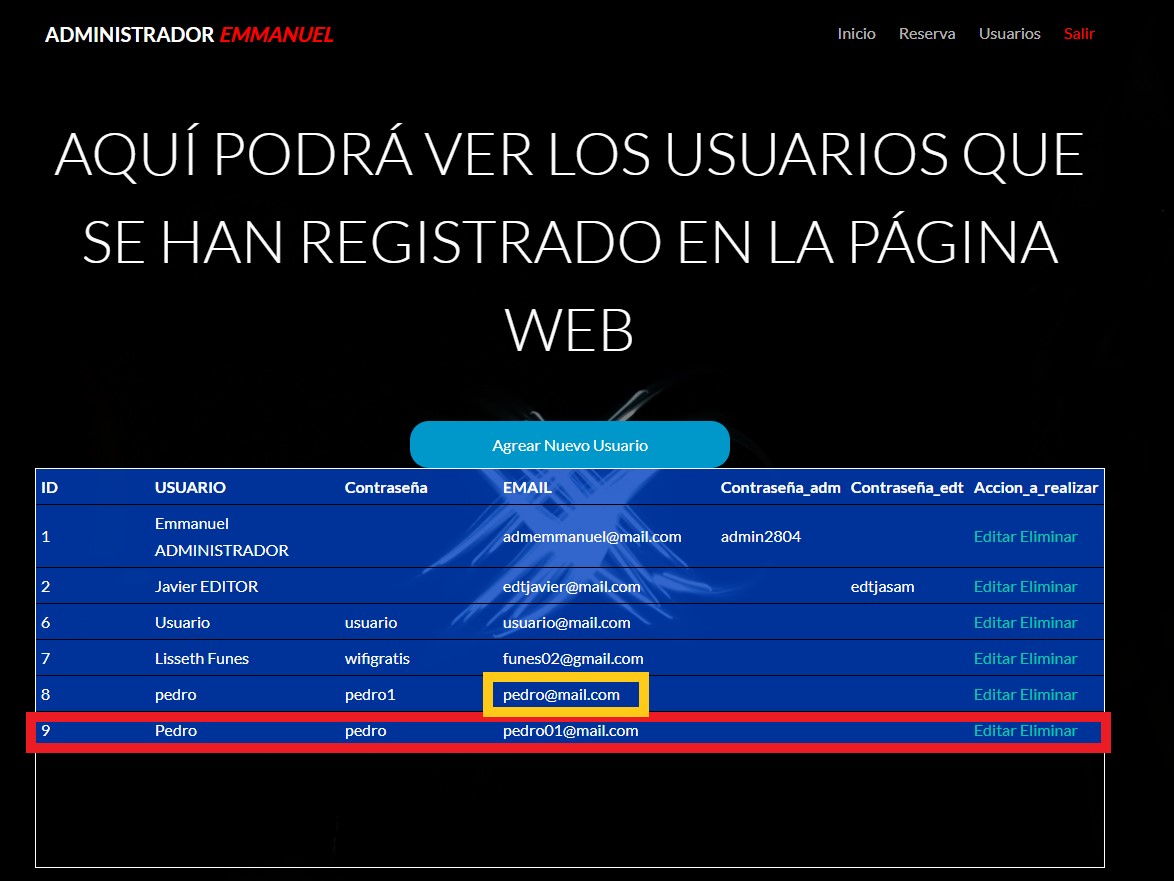 ADMINISTRADOR EMMANUEL Inicio Reserva Usuarios Salir
AQUÍ PODRÁ VER LOS USUARIOS QUE
SE HAN REGISTRADO EN LA PÁGINA
WEB
Agrear Nuevo Usuario
ID USUARIO Contraseña EMAIL Contraseña_adm Contraseña_edt Accion_a_realizar
1 Emmanuel ADMINISTRADOR admemmanuel@mail.com admin2804 Editar Eliminar
2 Javier EDITOR edtjavier@mail.com edtjasam Editar Eliminar
6 Usuario usuario usuario@mail.com Editar Eliminar
7 Lisseth Funes wifigratis funes02@gmail.com Editar Eliminar
8 pedro pedro1 pedro@mail.com Editar Eliminar
9 Pedro pedro pedro01@mail.com Editar Eliminar